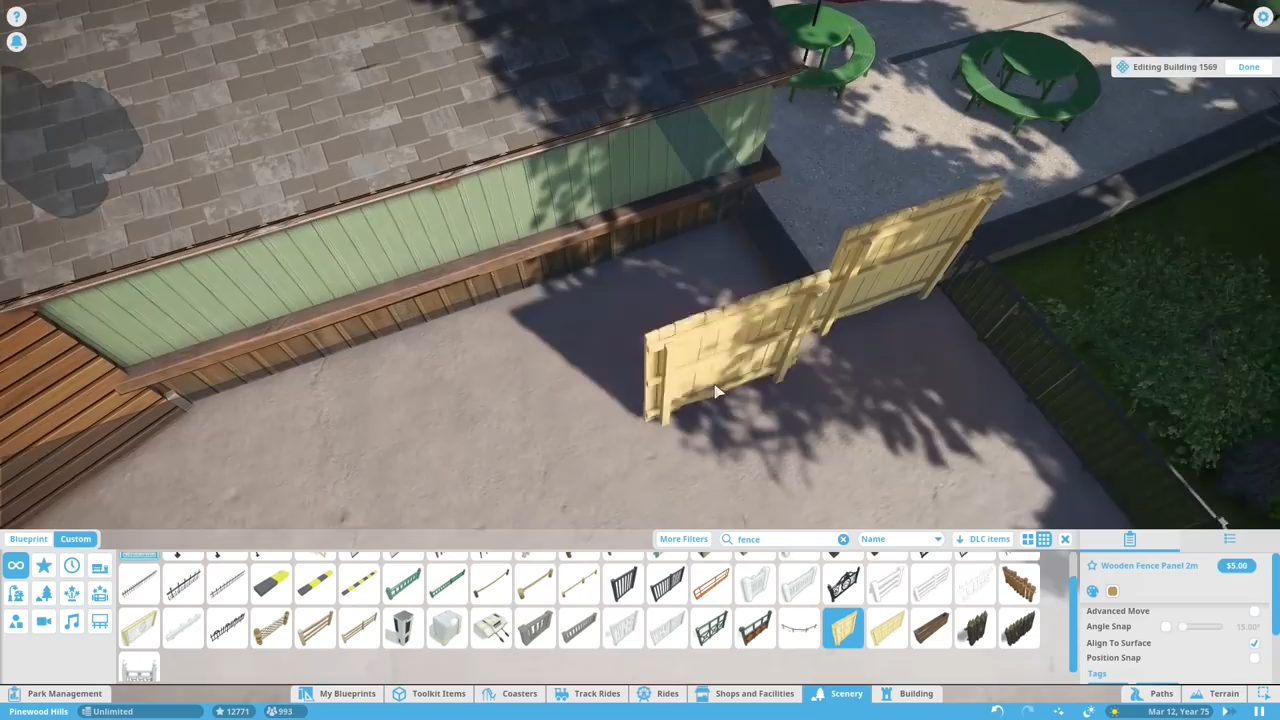 ?
Editing Building 1569 Done
Blueprint Custom More Filters fence Name DLC items
Wooden Fence Panel 2m $5.00
Advanced Move
Angle Snap 15.00°
Align To Surface
Position Snap
Tags
Park Management My Blueprints Toolkit Items Coasters Track Rides Rides Shops and Facilities Scenery Building Paths Terrain
Pinewood Hills Unlimited 12771 993 Mar 12, Year 75